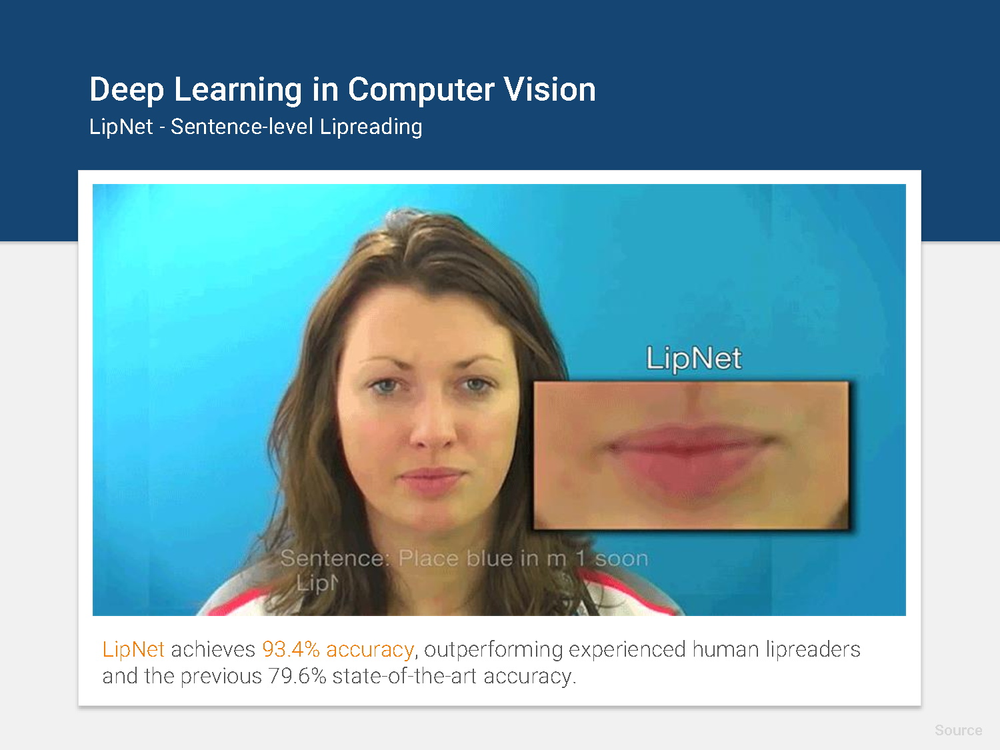 Deep Learning in Computer Vision
LipNet - Sentence-level Lipreading
LipNet
Sentence: Place blue in m 1 soon
Lip
LipNet achieves 93.4% accuracy, outperforming experienced human lipreaders
and the previous 79.6% state-of-the-art accuracy.
Source